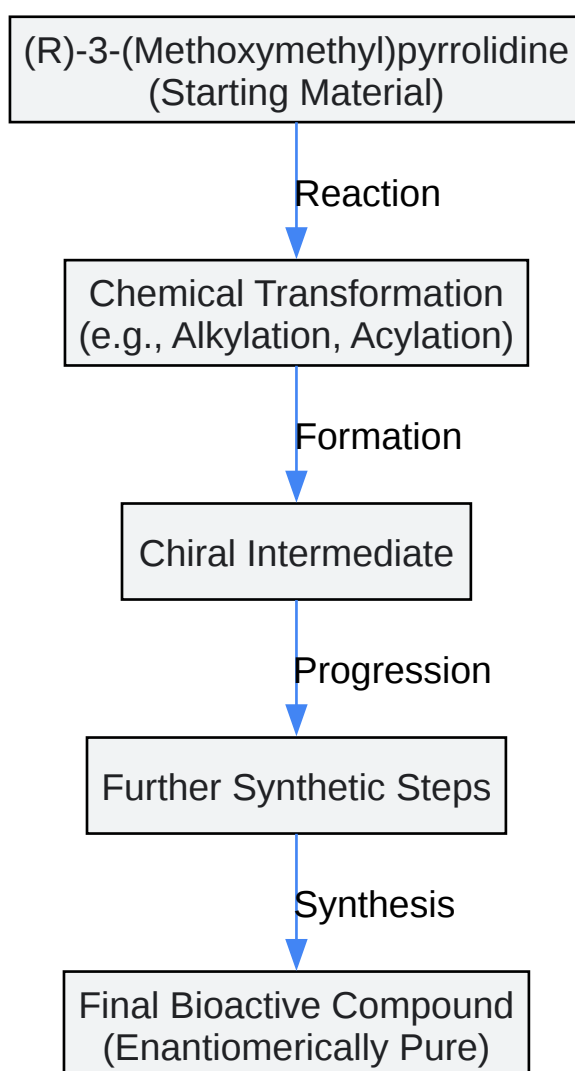 (R)-3-(Methoxymethyl)pyrrolidine
(Starting Material)
Reaction
Chemical Transformation
(e.g., Alkylation, Acylation)
Formation
Chiral Intermediate
Progression
Further Synthetic Steps
Synthesis
Final Bioactive Compound
(Enantiomerically Pure)